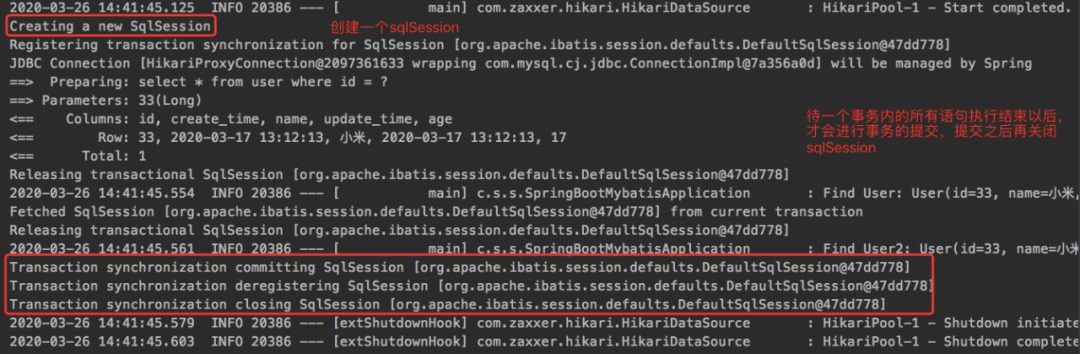 2020-03-26 14:41:45.125  INFO 20386 --- [           main] com.zaxxer.hikari.HikariDataSource       : HikariPool-1 - Start completed.
Creating a new SqlSession
创建一个sqlSession
Registering transaction synchronization for SqlSession [org.apache.ibatis.session.defaults.DefaultSqlSession@47dd778]
JDBC Connection [HikariProxyConnection@2097361633 wrapping com.mysql.cj.jdbc.ConnectionImpl@7a356a0d] will be managed by Spring
==>  Preparing: select * from user where id = ?
==> Parameters: 33(Long)
<==    Columns: id, create_time, name, update_time, age
<==        Row: 33, 2020-03-17 13:12:13, 小米, 2020-03-17 13:12:13, 17
<==      Total: 1
待一个事务内的所有语句执行结束以后，
才会进行事务的提交，提交之后再关闭
sqlSession
Releasing transactional SqlSession [org.apache.ibatis.session.defaults.DefaultSqlSession@47dd778]
2020-03-26 14:41:45.554  INFO 20386 --- [           main] c.s.s.SpringBootMybatisApplication       : Find User: User(id=33, name=小米,
Fetched SqlSession [org.apache.ibatis.session.defaults.DefaultSqlSession@47dd778] from current transaction
Releasing transactional SqlSession [org.apache.ibatis.session.defaults.DefaultSqlSession@47dd778]
2020-03-26 14:41:45.561  INFO 20386 --- [           main] c.s.s.SpringBootMybatisApplication       : Find User2: User(id=33, name=小米
Transaction synchronization committing SqlSession [org.apache.ibatis.session.defaults.DefaultSqlSession@47dd778]
Transaction synchronization deregistering SqlSession [org.apache.ibatis.session.defaults.DefaultSqlSession@47dd778]
Transaction synchronization closing SqlSession [org.apache.ibatis.session.defaults.DefaultSqlSession@47dd778]
2020-03-26 14:41:45.579  INFO 20386 --- [extShutdownHook] com.zaxxer.hikari.HikariDataSource       : HikariPool-1 - Shutdown initiate
2020-03-26 14:41:45.603  INFO 20386 --- [extShutdownHook] com.zaxxer.hikari.HikariDataSource       : HikariPool-1 - Shutdown complete